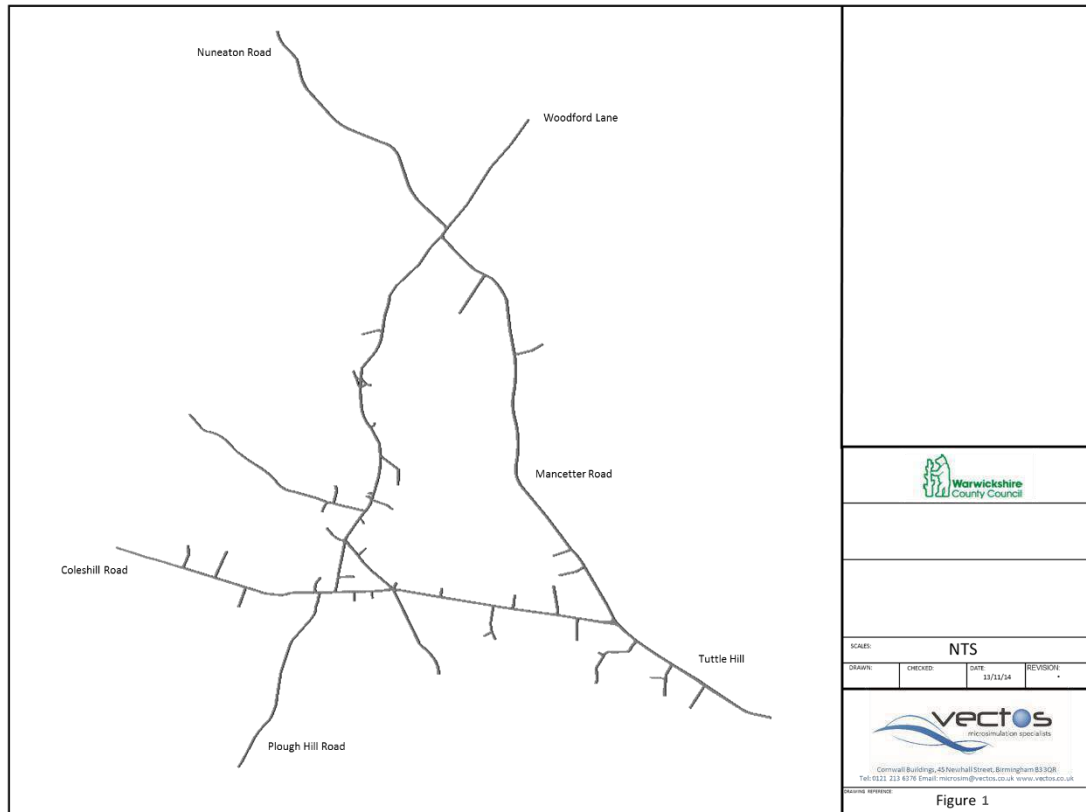 Nuneaton Road
Woodford Lane
Mancetter Road
Coleshill Road
Tuttle Hill
Plough Hill Road
Warwickshire
County Council
SCALES:
NTS
DRAWN:
CHECKED:
DATE:
13/11/14
REVISION:
vectos
microsimulation specialists
Cornwall Buildings, 45 Newhall Street, Birmingham B3 3QR
Tel: 0121 213 6376 Email: microsim@vectos.co.uk www.vectos.co.uk
DRAWING REFERENCE
Figure 1